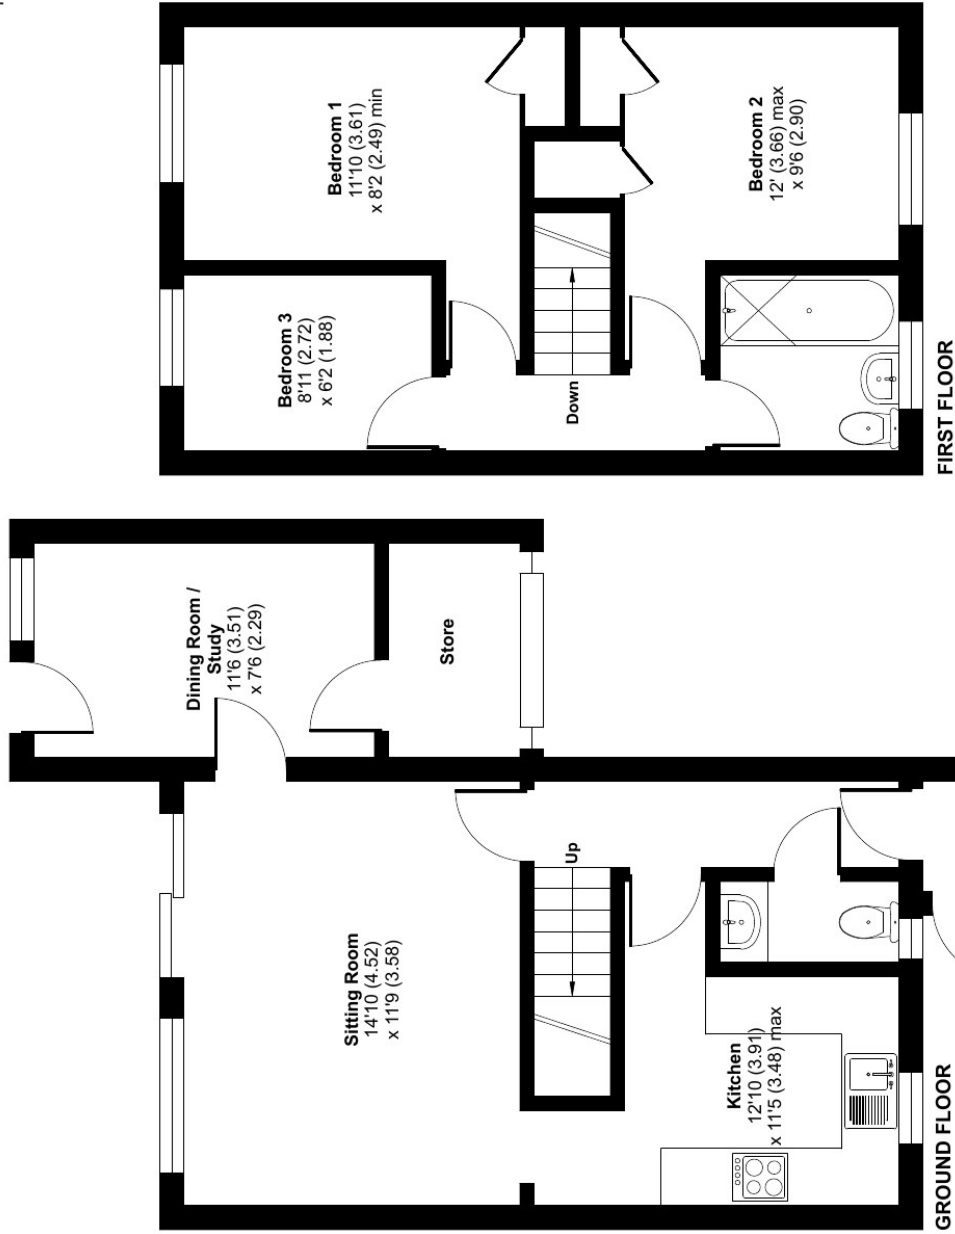 Bedroom 3
8'11 (2.72)
x 6'2 (1.88)
Bedroom 1
11'10 (3.61)
x 8'2 (2.49) min
Down
Bedroom 2
12' (3.66) max
x 9'6 (2.90)
FIRST FLOOR
Dining Room /
Study
11'6 (3.51)
x 7'6 (2.29)
Store
Sitting Room
14'10 (4.52)
x 11'9 (3.58)
Up
Kitchen
12'10 (3.91)
x 11'5 (3.48) max
GROUND FLOOR